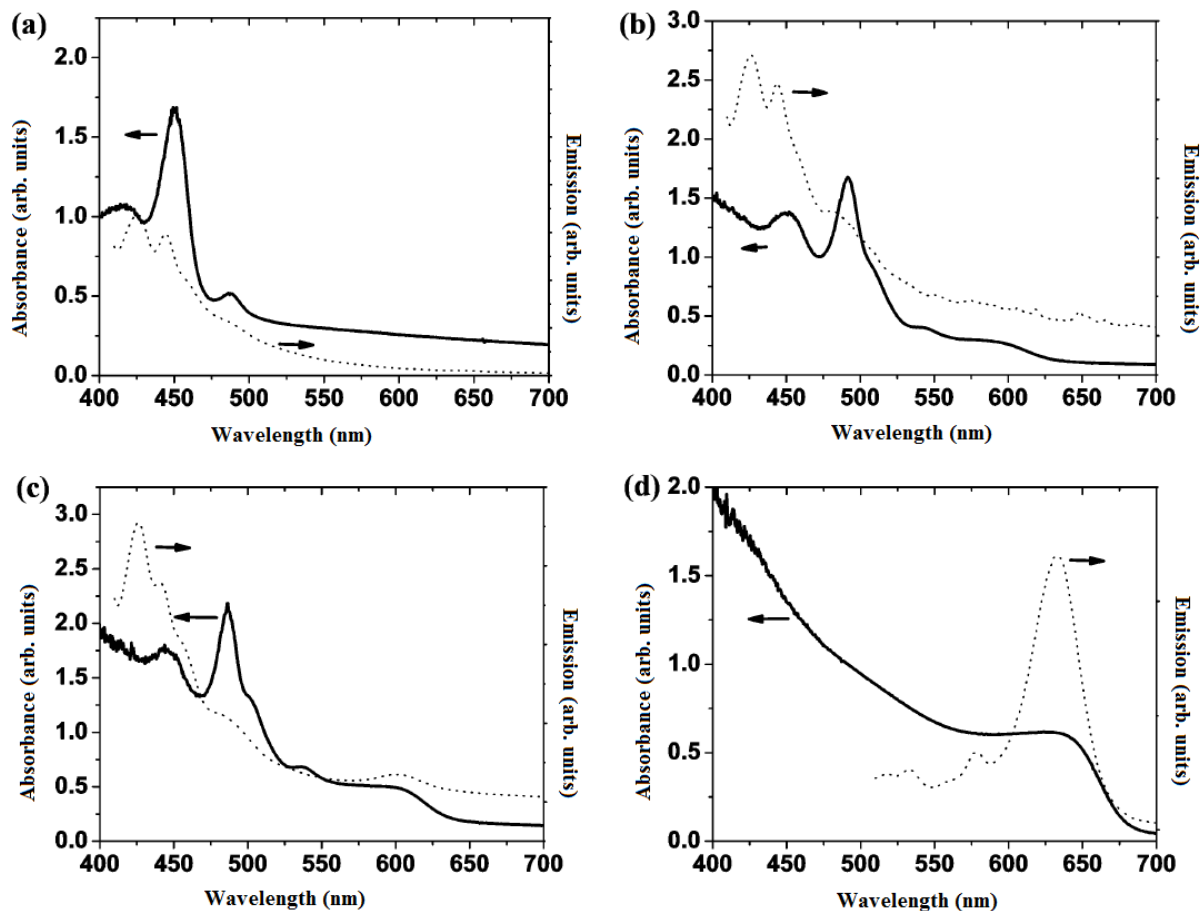 (a)
2.0
1.5
1.0
0.5
0.0
400 450 500 550 600 650 700
Absorbance (arb. units)
Emission (arb. units)
Wavelength (nm)
(b)
3.0
2.5
2.0
1.5
1.0
0.5
0.0
400 450 500 550 600 650 700
Absorbance (arb. units)
Emission (arb. units)
Wavelength (nm)
(c)
3.0
2.5
2.0
1.5
1.0
0.5
0.0
400 450 500 550 600 650 700
Absorbance (arb. units)
Emission (arb. units)
Wavelength (nm)
(d)
2.0
1.5
1.0
0.5
0.0
400 450 500 550 600 650 700
Absorbance (arb. units)
Emission (arb. units)
Wavelength (nm)